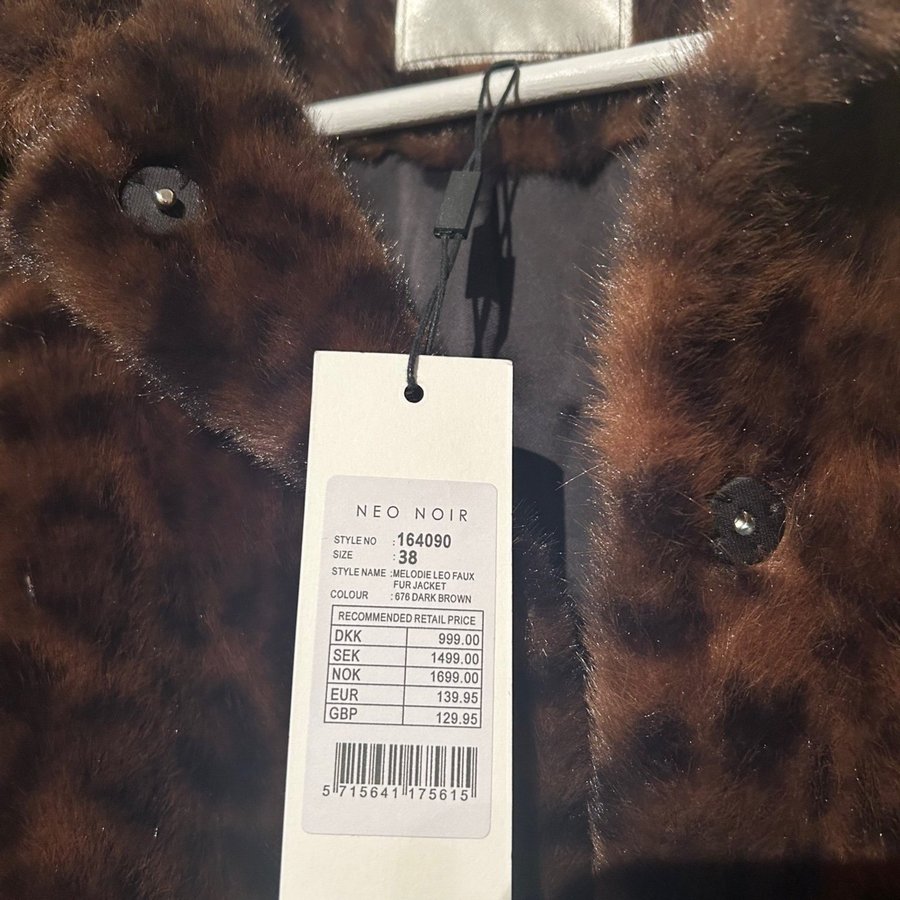 NEO NOIR
STYLE NO : 164090
SIZE : 38
STYLE NAME : MELODIE LEO FAUX
FUR JACKET
COLOUR : 676 DARK BROWN
RECOMMENDED RETAIL PRICE
DKK 999.00
SEK 1499.00
NOK 1699.00
EUR 139.95
GBP 129.95
5 715641 175615